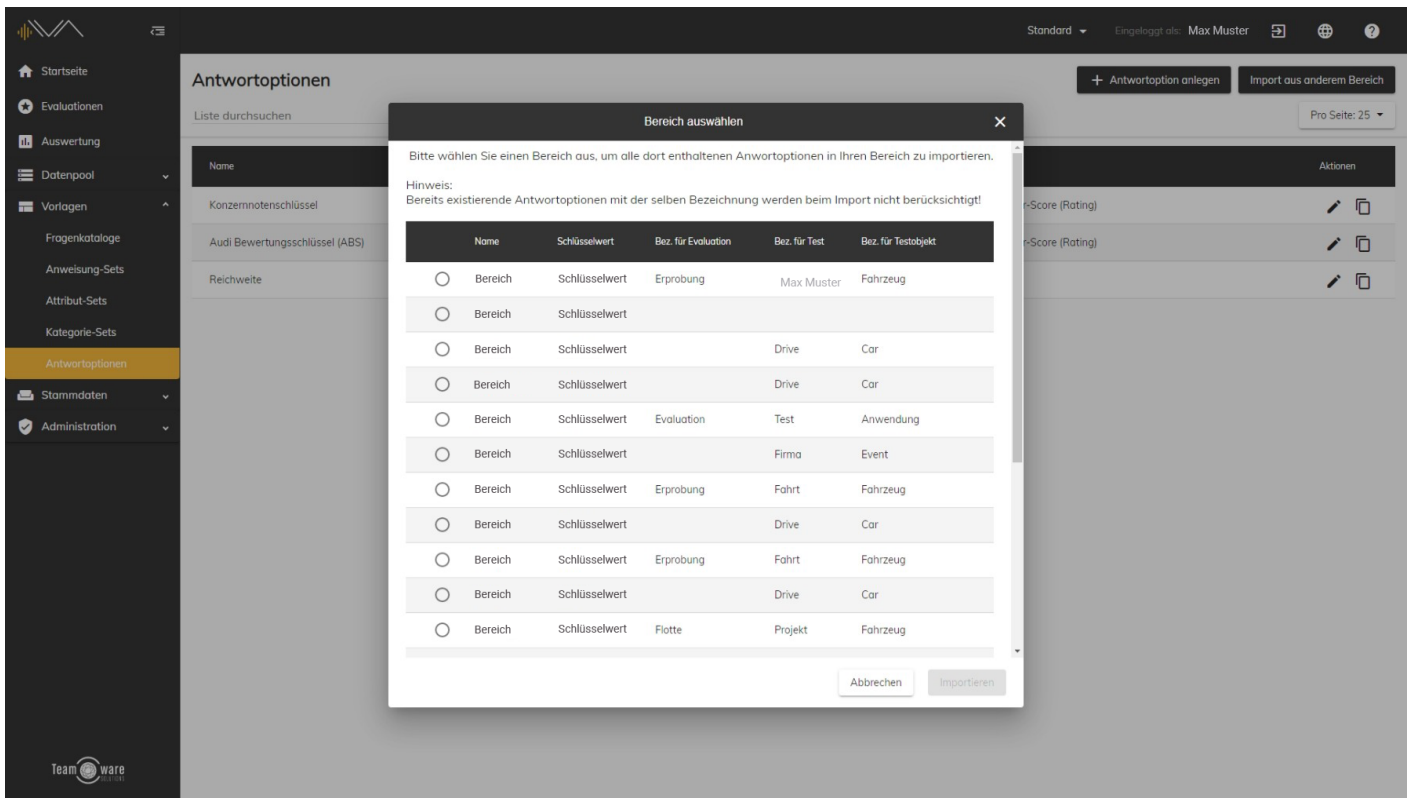 Standard Eingeloggt als: Max Muster
Startseite
Evaluationen
Auswertung
Datenpool
Vorlagen
Fragenkataloge
Anweisung-Sets
Attribut-Sets
Kategorie-Sets
Antwortoptionen
Stammdaten
Administration
Team ware
SOLUTIONS
Antwortoptionen
+ Antwortoption anlegen Import aus anderem Bereich
Liste durchsuchen
Pro Seite: 25
Name Aktionen
Konzernnotenschlüssel r-Score (Rating)
Audi Bewertungsschlüssel (ABS) r-Score (Rating)
Reichweite
Bereich auswählen
Bitte wählen Sie einen Bereich aus, um alle dort enthaltenen Anwortoptionen in Ihren Bereich zu importieren.
Hinweis:
Bereits existierende Antwortoptionen mit der selben Bezeichnung werden beim Import nicht berücksichtigt!
Name Schlüsselwert Bez. für Evaluation Bez. für Test Bez. für Testobjekt
Bereich Schlüsselwert Erprobung Max Muster Fahrzeug
Bereich Schlüsselwert
Bereich Schlüsselwert Drive Car
Bereich Schlüsselwert Drive Car
Bereich Schlüsselwert Evaluation Test Anwendung
Bereich Schlüsselwert Firma Event
Bereich Schlüsselwert Erprobung Fahrt Fahrzeug
Bereich Schlüsselwert Drive Car
Bereich Schlüsselwert Erprobung Fahrt Fahrzeug
Bereich Schlüsselwert Drive Car
Bereich Schlüsselwert Flotte Projekt Fahrzeug
Abbrechen Importieren